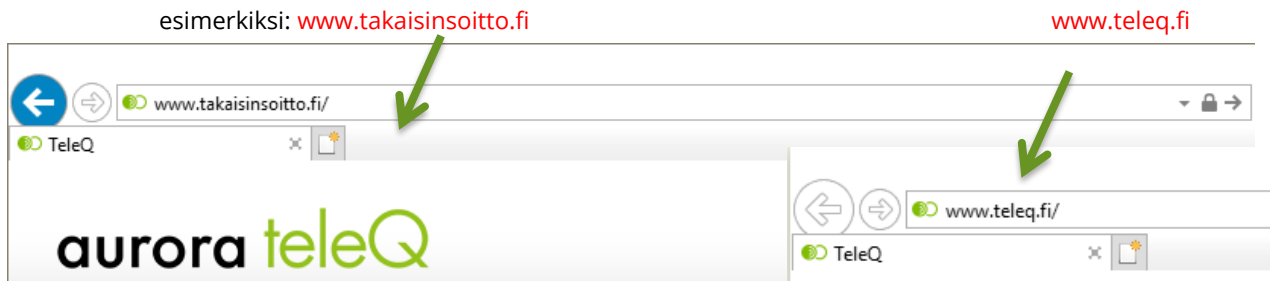 esimerkiksi: www.takaisinsoitto.fi www.teleq.fi
www.takaisinsoitto.fi/
TeleQ
aurora teleQ
www.teleq.fi/
TeleQ